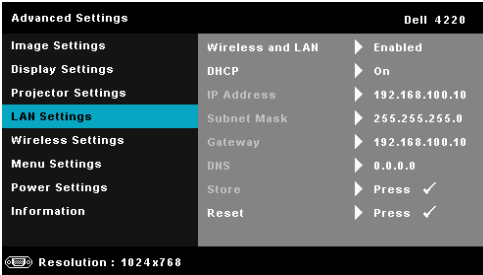 Advanced Settings Dell 4220
Image Settings
Display Settings
Projector Settings
LAN Settings
Wireless Settings
Menu Settings
Power Settings
Information
Wireless and LAN Enabled
DHCP On
IP Address 192.168.100.10
Subnet Mask 255.255.255.0
Gateway 192.168.100.10
DNS 0.0.0.0
Store Press ✓
Reset Press ✓
Resolution : 1024x768